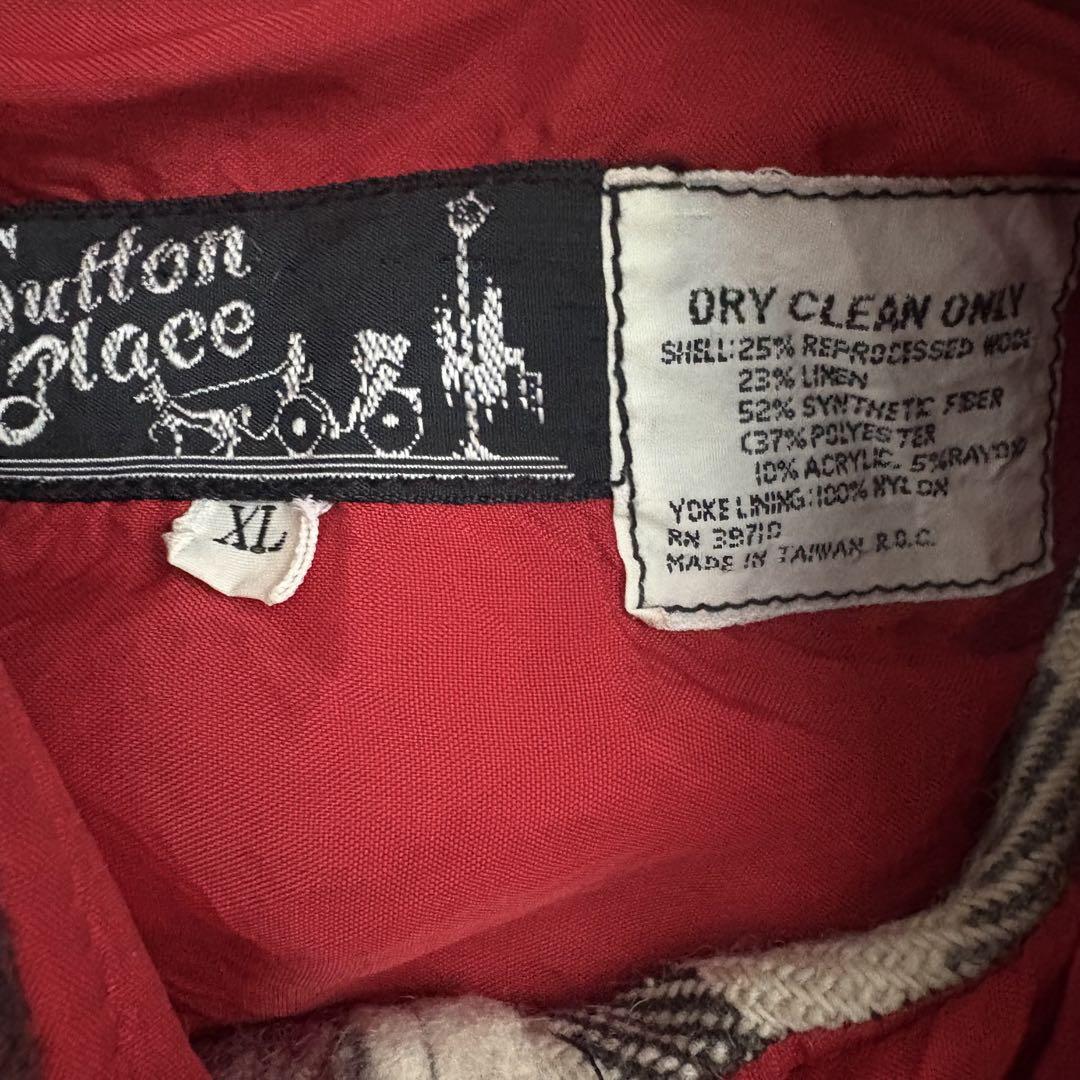 Sutton
Place
XL
DRY CLEAN ONLY
SHELL: 25% REPROCESSED WOOL
23% LINEN
52% SYNTHETIC FIBER
(37% POLYESTER
10% ACRYLIC. 5% RAYON)
YOKE LINING: 100% NYLON
RN 39710
MADE IN TAIWAN R.O.C.